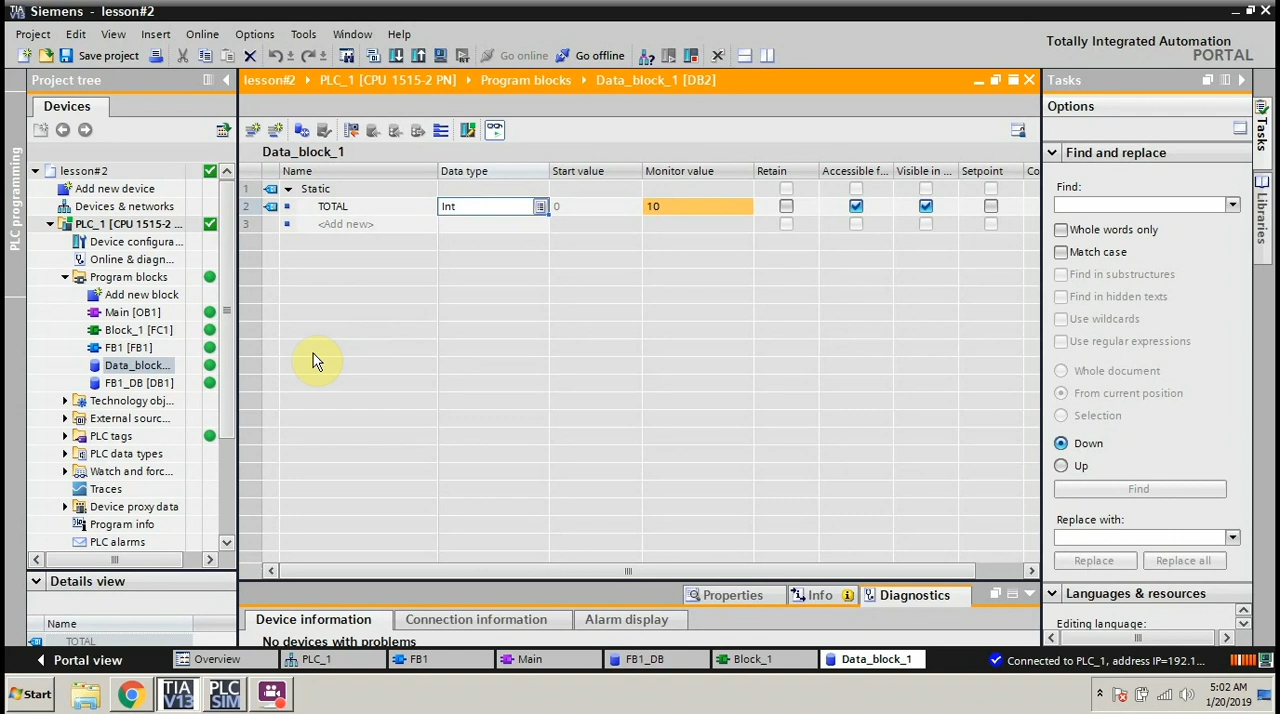 TIA V13 Siemens - lesson#2
Project Edit View Insert Online Options Tools Window Help
Totally Integrated Automation
PORTAL
Save project Go online Go offline
Project tree
lesson#2 PLC_1 [CPU 1515-2 PN] Program blocks Data_block_1 [DB2]
Tasks
Devices
Options
Data_block_1
Find and replace
Name Data type Start value Monitor value Retain Accessible f... Visible in ... Setpoint Co
1 Static
2 TOTAL Int 0 10
3 <Add new>
lesson#2
Add new device
Devices & networks
PLC_1 [CPU 1515-2 ...
Device configura...
Online & diagn...
Program blocks
Add new block
Main [OB1]
Block_1 [FC1]
FB1 [FB1]
Data_block...
FB1_DB [DB1]
Technology obj...
External sourc...
PLC tags
PLC data types
Watch and forc...
Traces
Device proxy data
Program info
PLC alarms
PLC programming
Find:
Whole words only
Match case
Find in substructures
Find in hidden texts
Use wildcards
Use regular expressions
Whole document
From current position
Selection
Down
Up
Find
Replace with:
Replace Replace all
Languages & resources
Editing language:
Tasks
Libraries
Details view
Name
TOTAL
Properties Info Diagnostics
Device information Connection information Alarm display
No devices with problems
Portal view Overview PLC_1 FB1 Main FB1_DB Block_1 Data_block_1 Connected to PLC_1, address IP=192.1...
Start TIA V13 PLC SIM
5:02 AM
1/20/2019